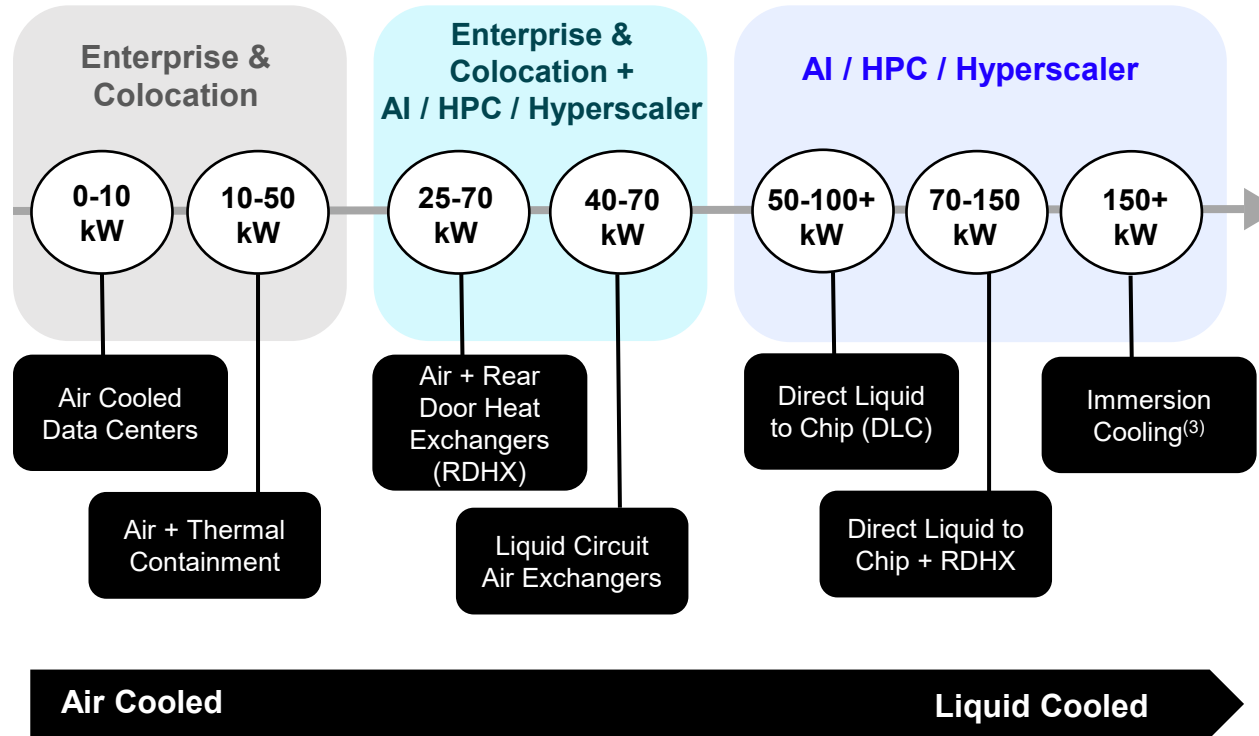 Enterprise &
Colocation
Enterprise &
Colocation +
AI / HPC / Hyperscaler
AI / HPC / Hyperscaler
0-10
kW
10-50
kW
25-70
kW
40-70
kW
50-100+
kW
70-150
kW
150+
kW
Air Cooled
Data Centers
Air + Thermal
Containment
Air + Rear
Door Heat
Exchangers
(RDHX)
Liquid Circuit
Air Exchangers
Direct Liquid
to Chip (DLC)
Direct Liquid to
Chip + RDHX
Immersion
Cooling(3)
Air Cooled
Liquid Cooled